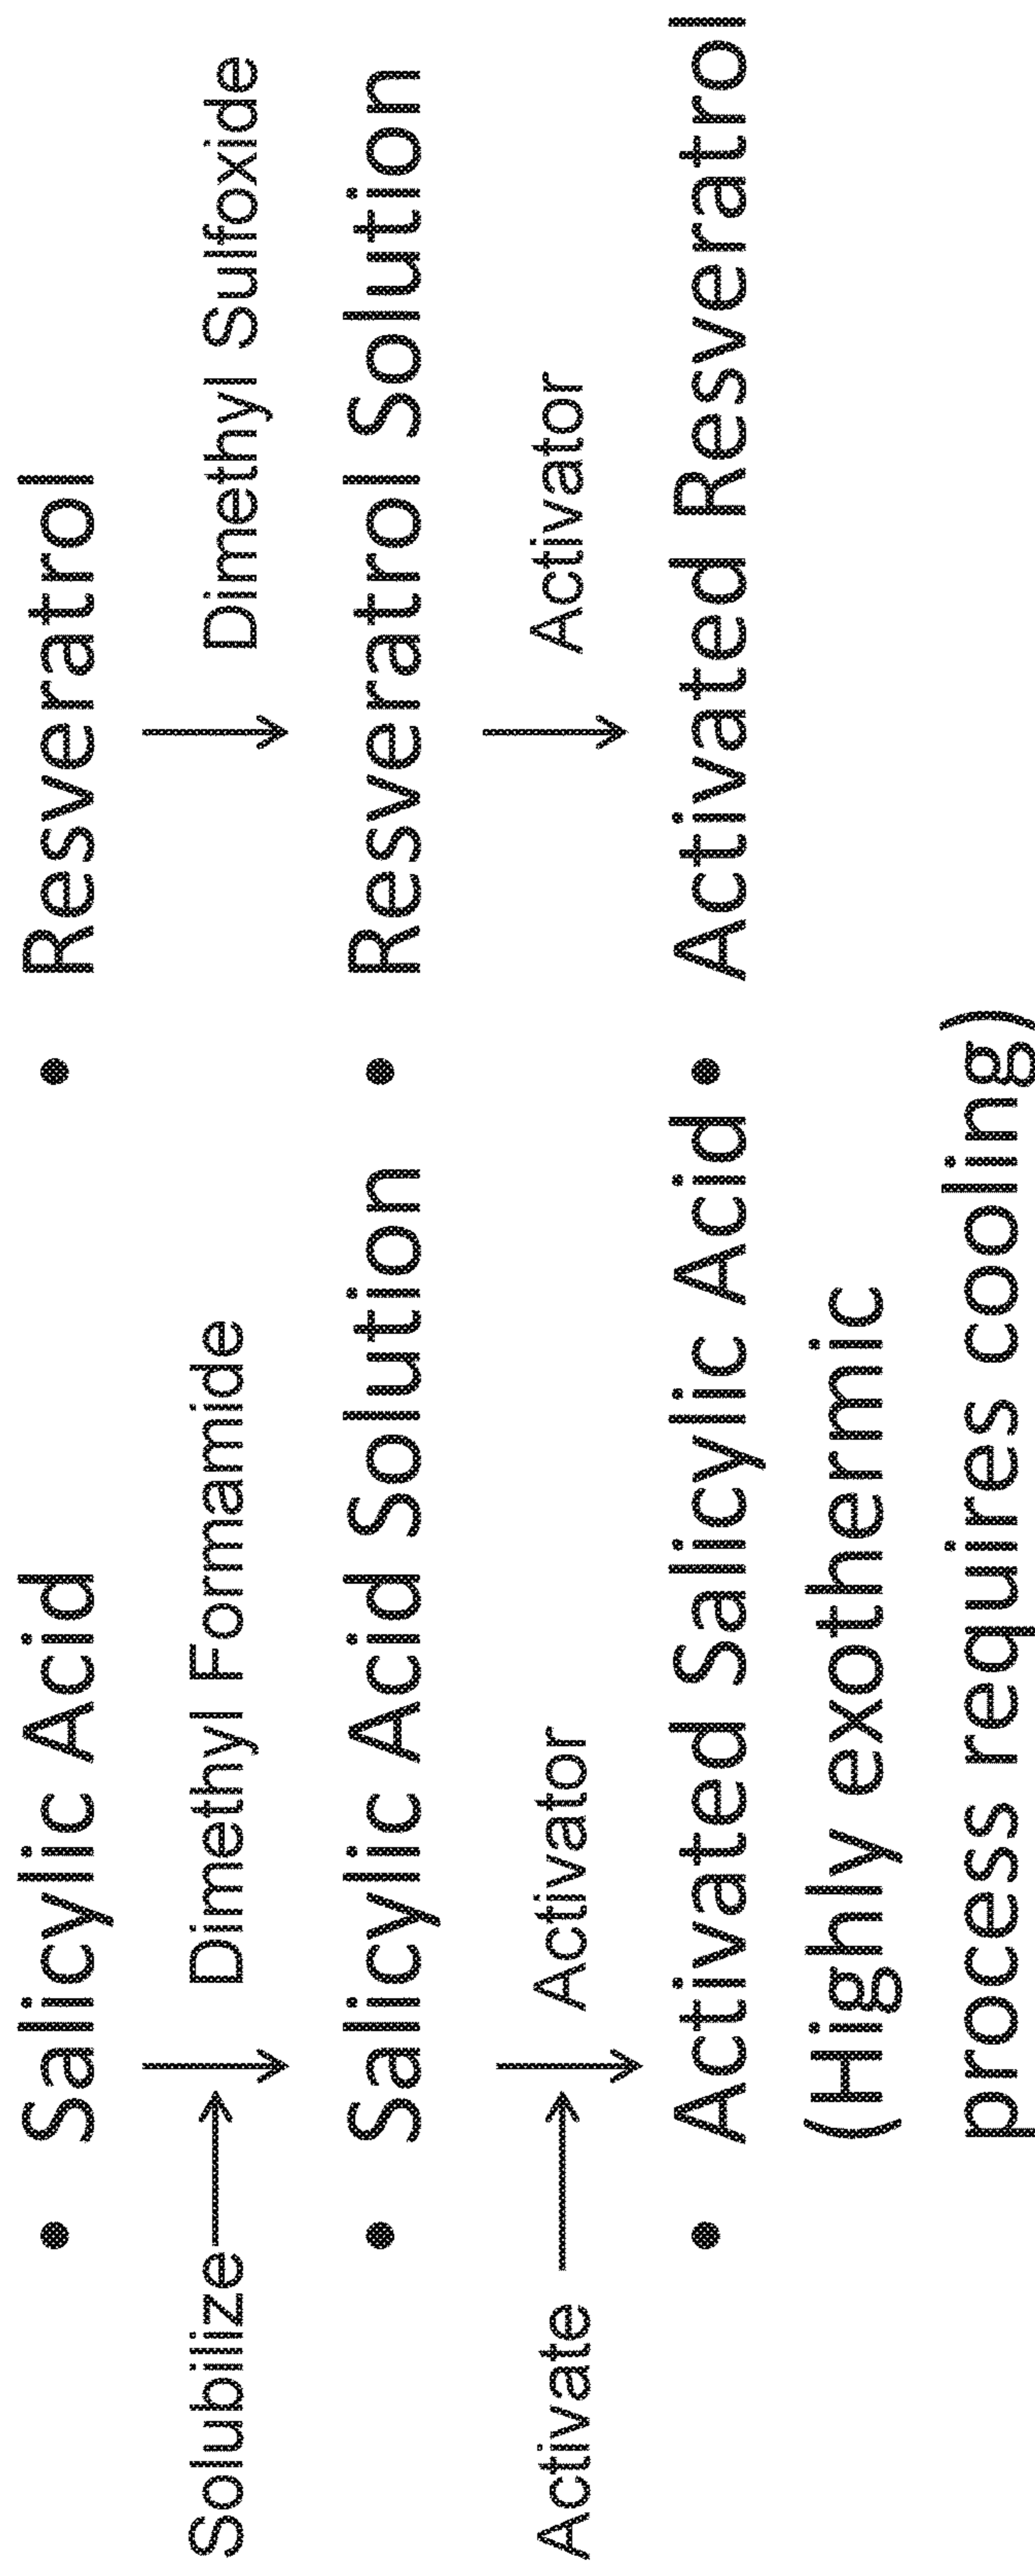 • Salicylic Acid
• Resveratrol
Solubilize
Dimethyl Formamide
Dimethyl Sulfoxide
• Salicylic Acid Solution
• Resveratrol Solution
Activate
Activator
Activator
• Activated Salicylic Acid
(Highly exothermic
process requires cooling)
• Activated Resveratrol